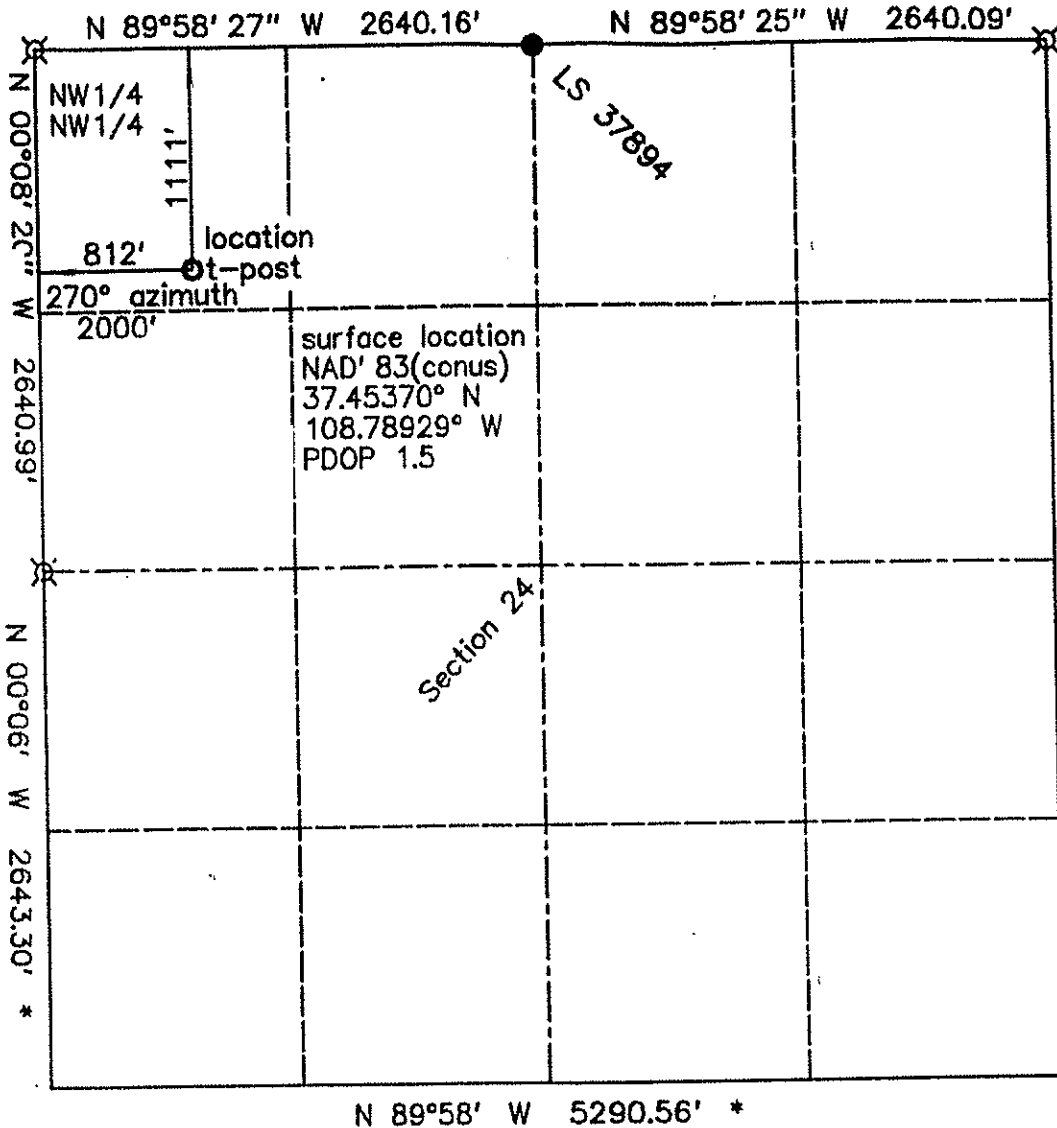 N 89°58' 27" W 2640.16'
N 89°58' 25" W 2640.09'
NW1/4
NW1/4
1111'
LS 37894
N 00°08' 20" W 2640.99'
812'
location
t-post
270° azimuth
2000'
surface location
NAD' 83(conus)
37.45370° N
108.78929° W
PDOP 1.5
Section 24
N 00°06' W 2643.30' *
N 89°58' W 5290.56' *